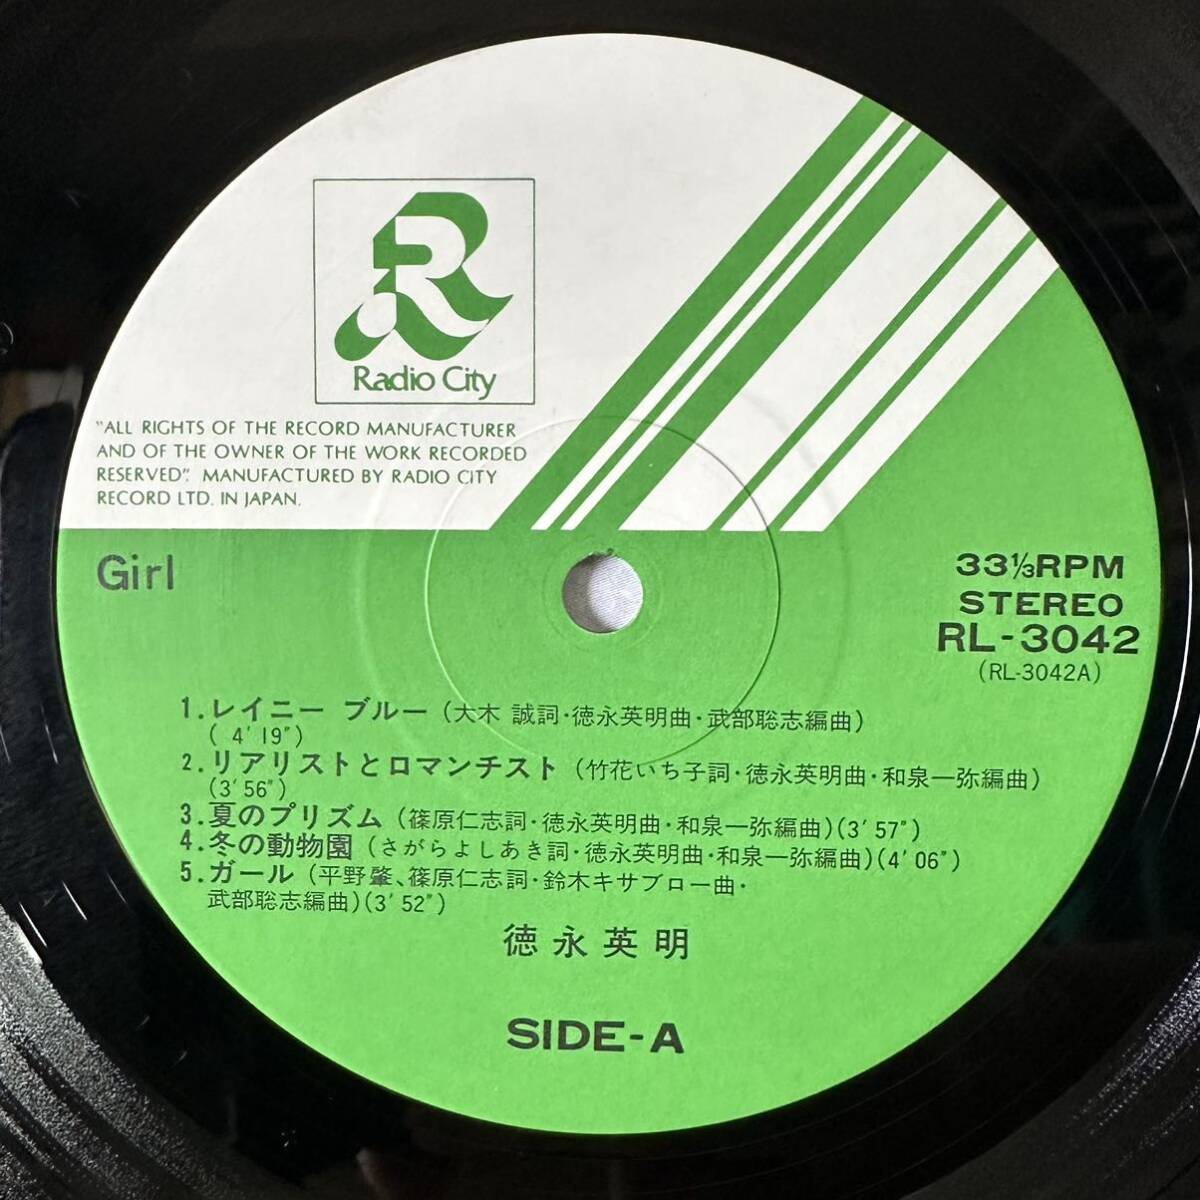 R
Radio City
"ALL RIGHTS OF THE RECORD MANUFACTURER
AND OF THE OWNER OF THE WORK RECORDED
RESERVED". MANUFACTURED BY RADIO CITY
RECORD LTD. IN JAPAN.
Girl
33⅓RPM
STEREO
RL-3042
(RL-3042A)
1.レイニー ブルー(大木 誠詞・徳永英明曲・武部聡志編曲)
(4'19")
2.リアリストとロマンチスト(竹花いち子詞・徳永英明曲・和泉一弥編曲)
(3'56")
3.夏のプリズム(篠原仁志詞・徳永英明曲・和泉一弥編曲)(3'57")
4.冬の動物園(さがらよしあき詞・徳永英明曲・和泉一弥編曲)(4'06")
5.ガール(平野肇、篠原仁志詞・鈴木キサブロー曲・
武部聡志編曲)(3'52")
徳永英明
SIDE-A